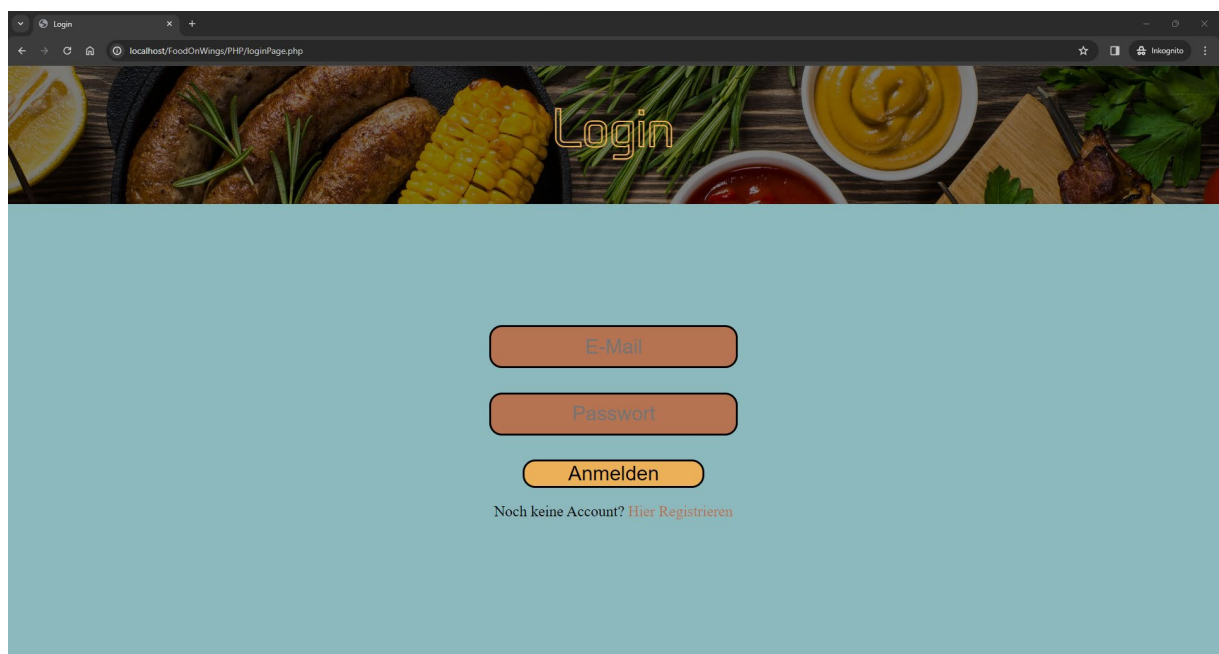 Login
localhost/FoodOnWings/PHP/loginPage.php
Inkognito
Login
E-Mail
Passwort
Anmelden
Noch keine Account? Hier Registrieren